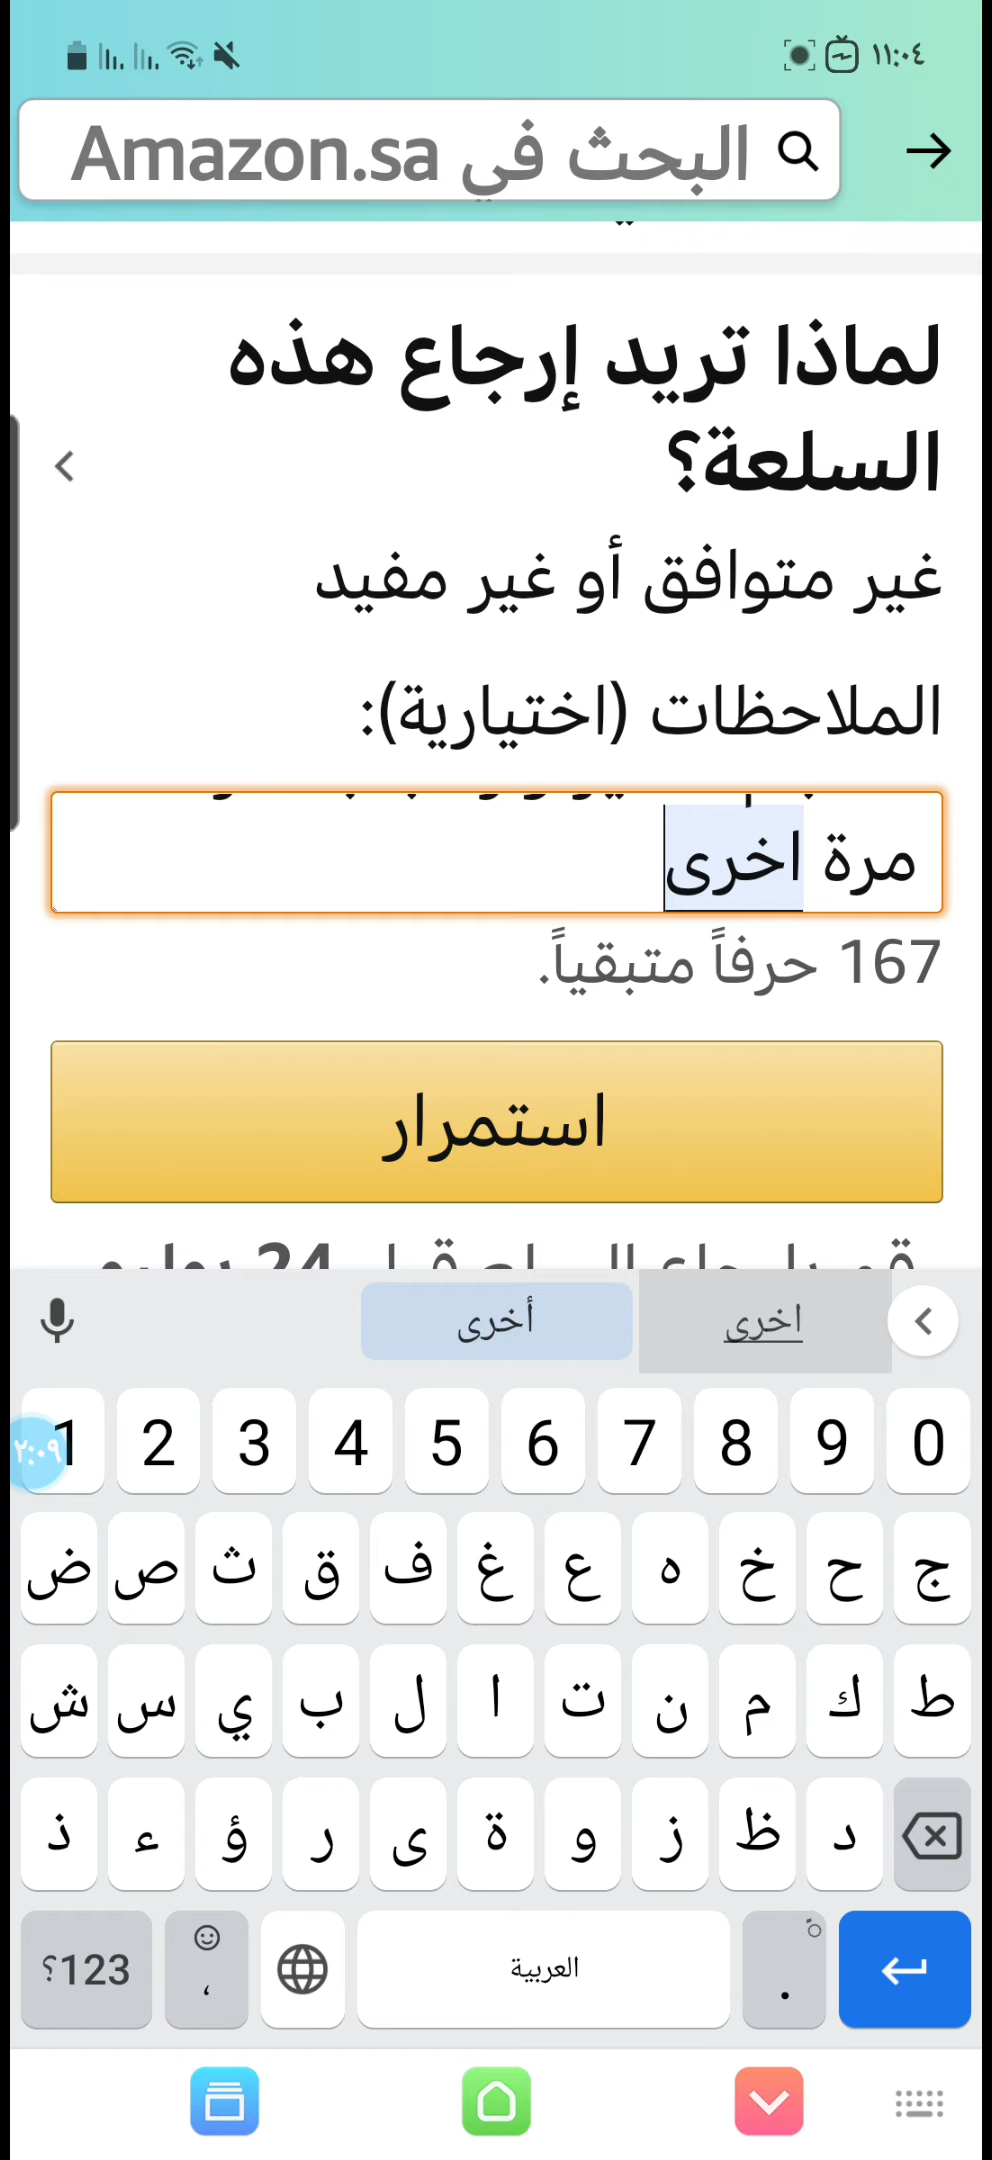 ١١:٠٤
البحث في Amazon.sa
لماذا تريد إرجاع هذه
السلعة؟
غير متوافق أو غير مفيد
الملاحظات (اختيارية):
مرة اخرى
167 حرفاً متبقياً.
استمرار
24
اخرى أخرى
1 2 3 4 5 6 7 8 9 0
٢:٠٩
ض ص ث ق ف غ ع ه خ ح ج
ش س ي ب ل ا ت ن م ك ط
ذ ء ؤ ر ى ة و ز ظ د
؟123 ، العربية .